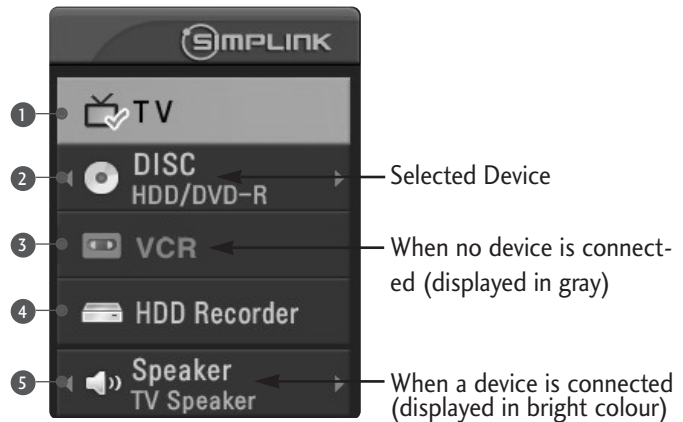 SIMPLINK
1 TV
2 DISC
HDD/DVD-R
Selected Device
3 VCR
When no device is connect-
ed (displayed in gray)
4 HDD Recorder
5 Speaker
TV Speaker
When a device is connected
(displayed in bright colour)